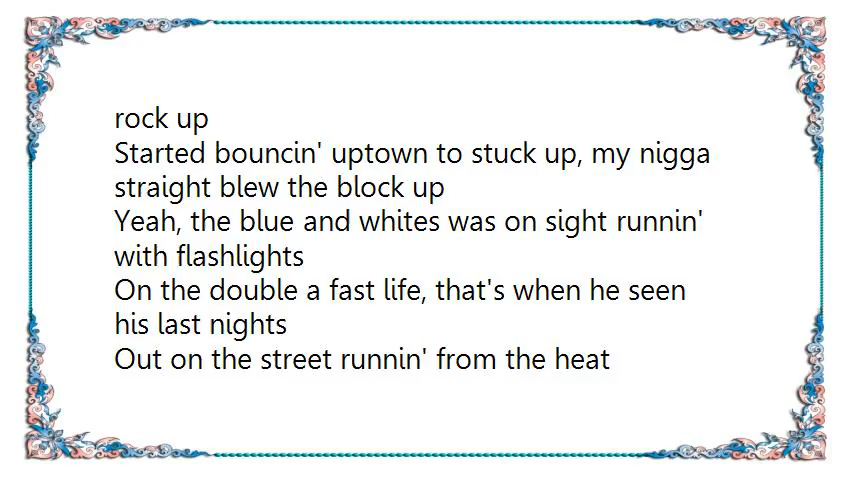 rock up
Started bouncin' uptown to stuck up, my nigga
straight blew the block up
Yeah, the blue and whites was on sight runnin'
with flashlights
On the double a fast life, that's when he seen
his last nights
Out on the street runnin' from the heat